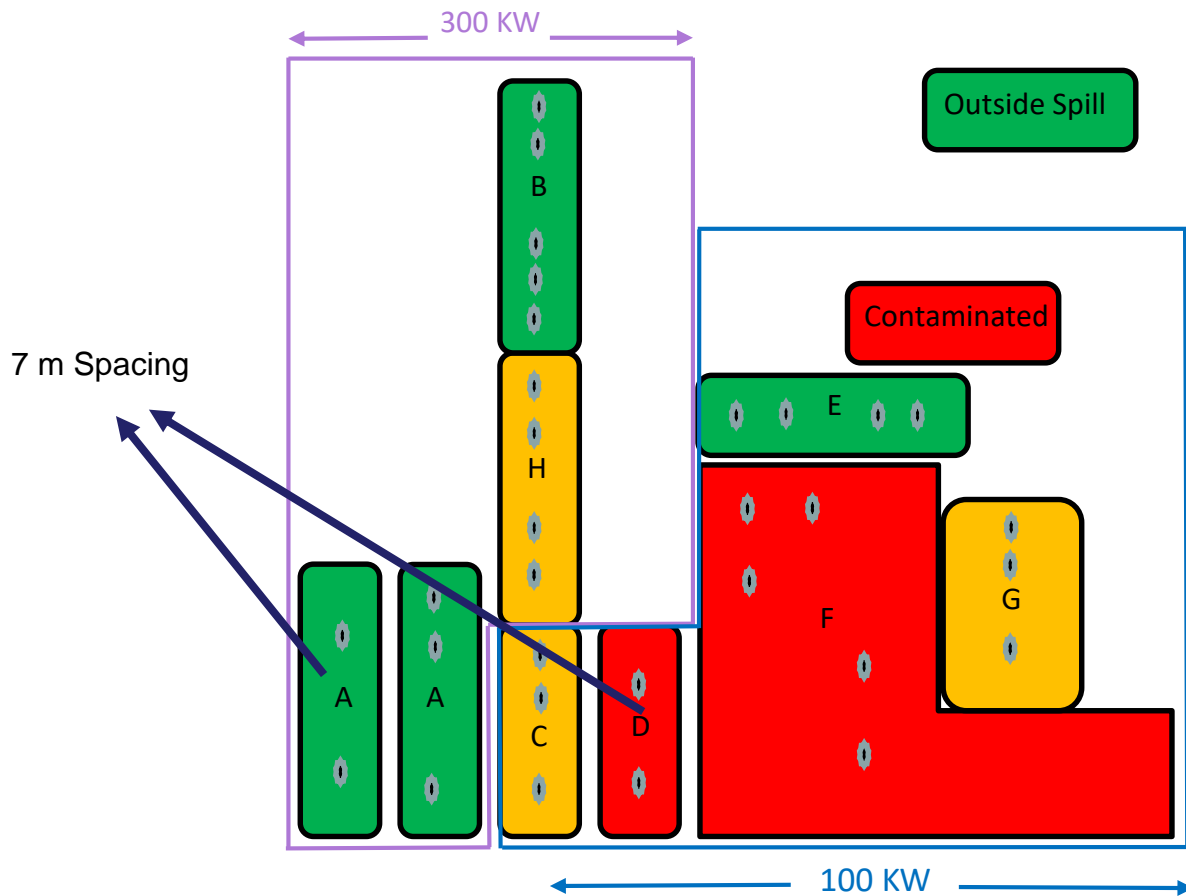 300 KW
Outside Spill
B
Contaminated
7 m Spacing
E
H
G
F
A
A
D
C
100 KW